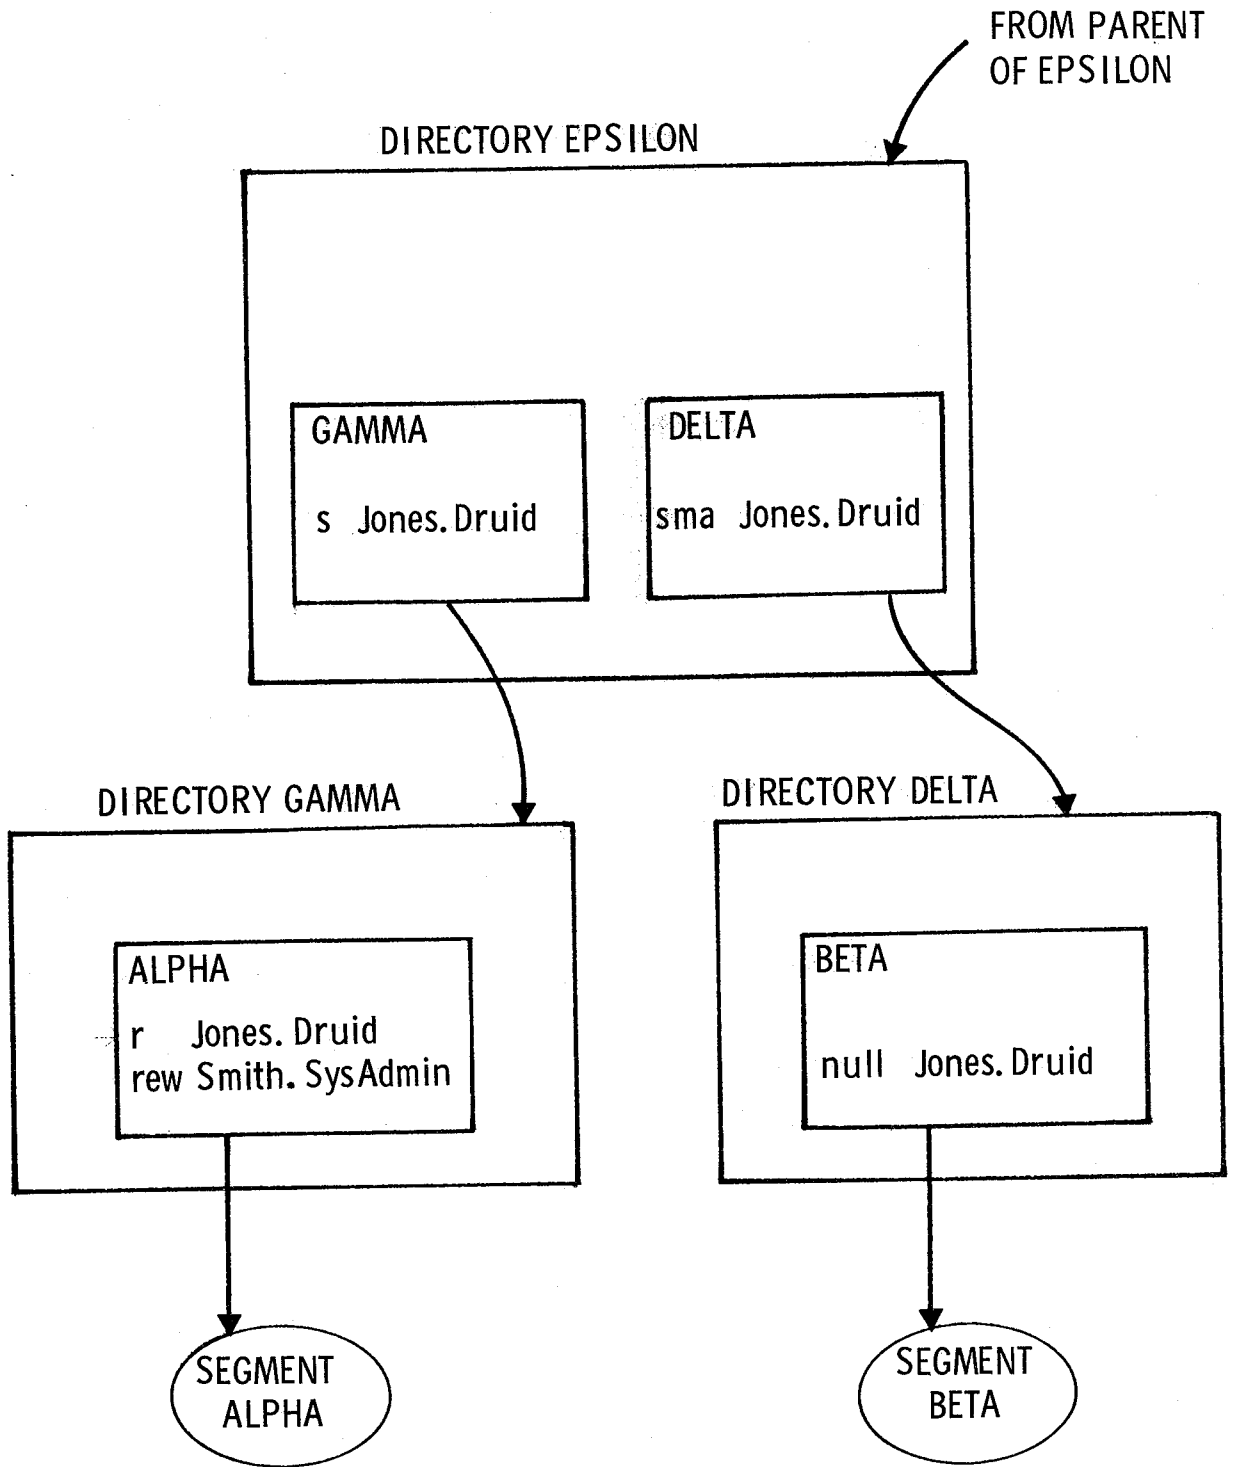 FROM PARENT
OF EPSILON
DIRECTORY EPSILON
GAMMA
s Jones.Druid
DELTA
sma Jones.Druid
DIRECTORY GAMMA
ALPHA
r Jones.Druid
rew Smith.SysAdmin
SEGMENT
ALPHA
DIRECTORY DELTA
BETA
null Jones.Druid
SEGMENT
BETA